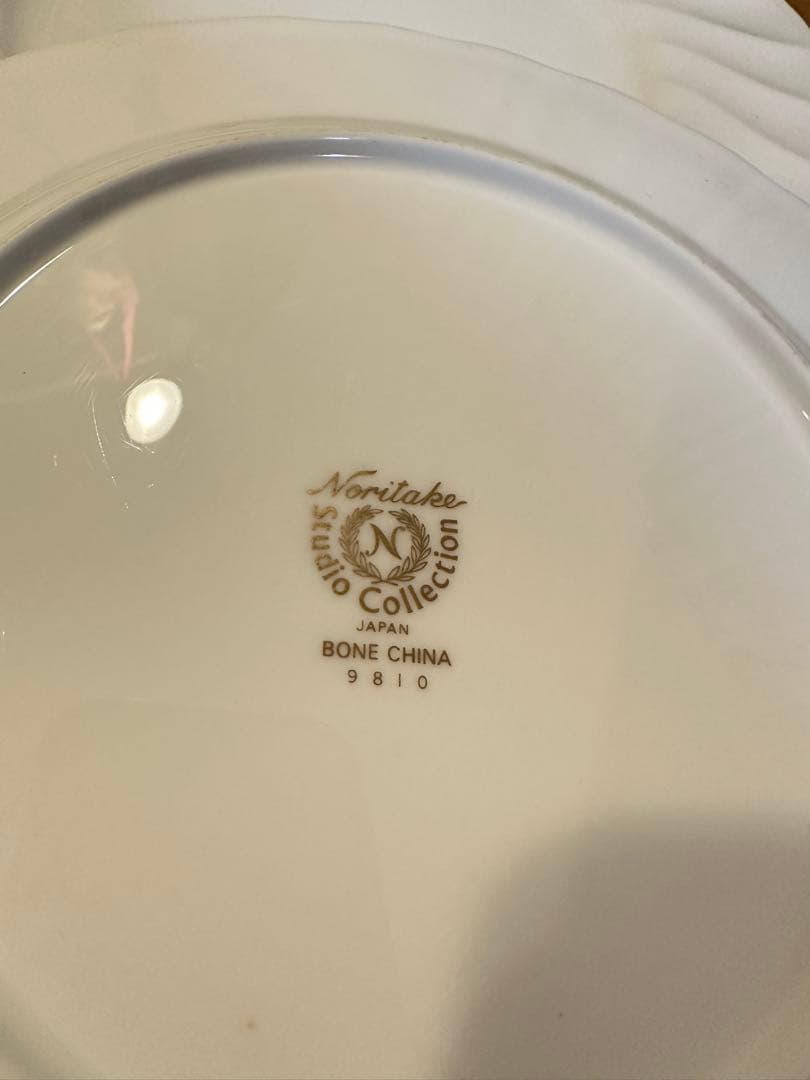 Noritake
Studio Collection
N
JAPAN
BONE CHINA
9810